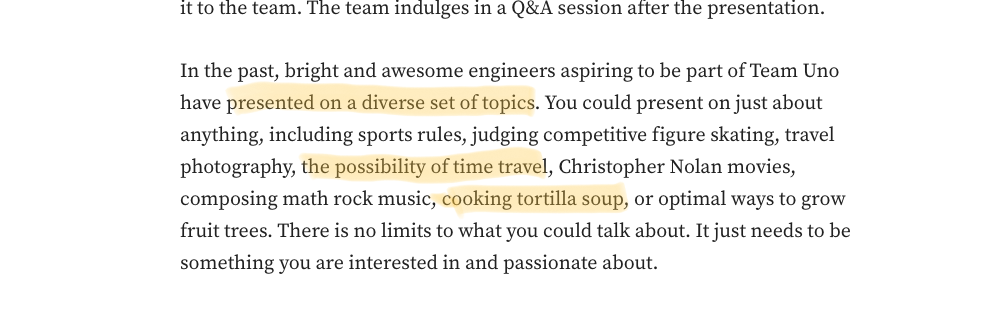 it to the team. The team indulges in a Q&A session after the presentation.
In the past, bright and awesome engineers aspiring to be part of Team Uno
have presented on a diverse set of topics. You could present on just about
anything, including sports rules, judging competitive figure skating, travel
photography, the possibility of time travel, Christopher Nolan movies,
composing math rock music, cooking tortilla soup, or optimal ways to grow
fruit trees. There is no limits to what you could talk about. It just needs to be
something you are interested in and passionate about.